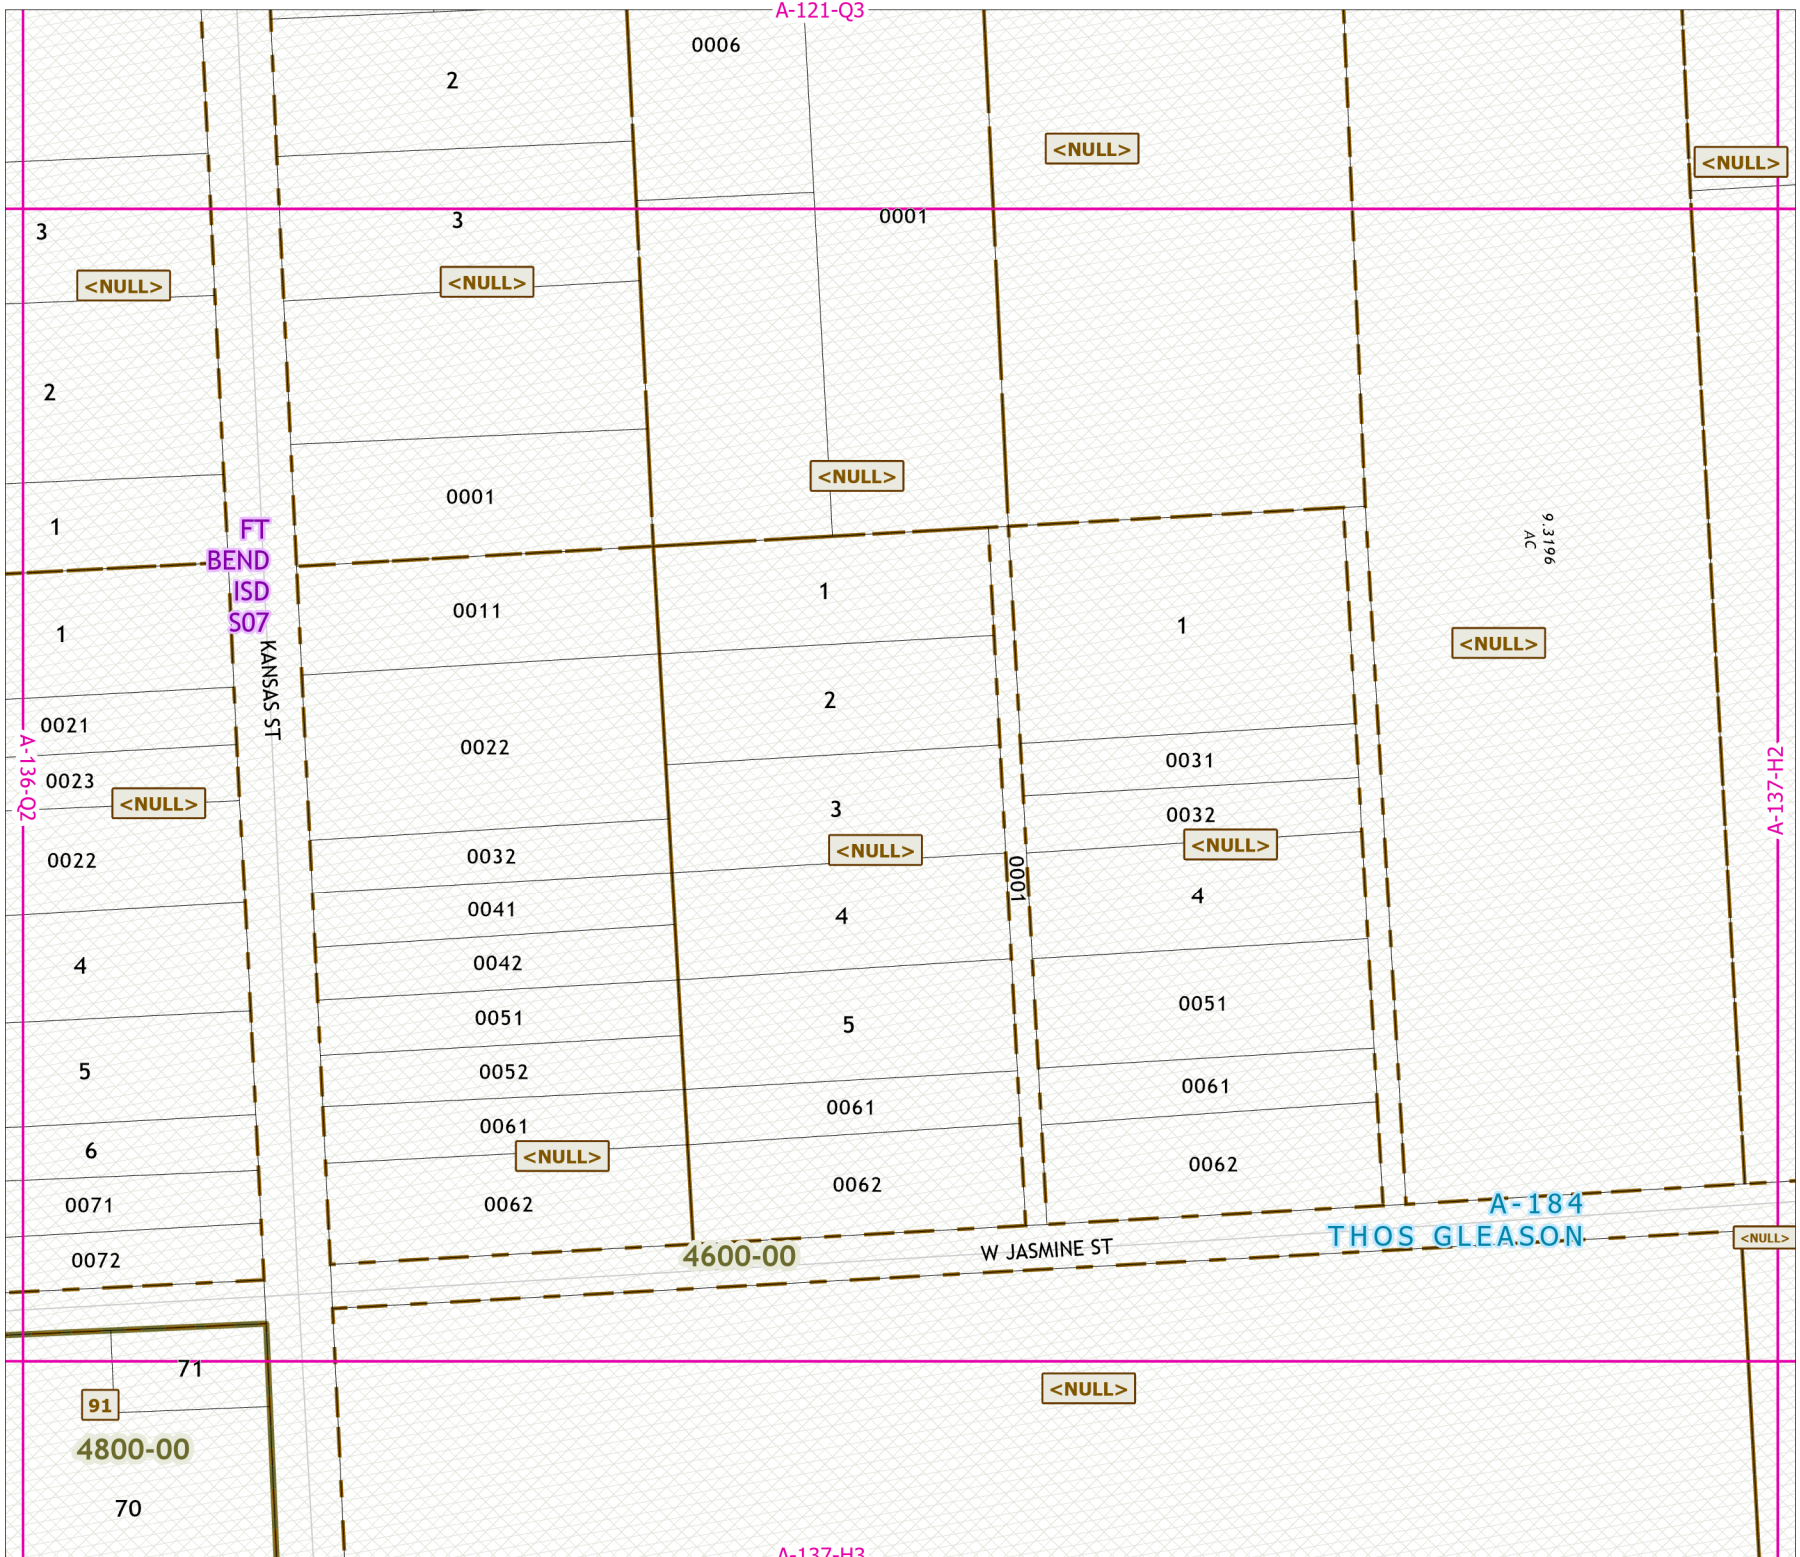 A-121-Q3
0006
2
<NULL>
<NULL>
0001
3
3
<NULL>
<NULL>
2
<NULL>
0001
1
FT
BEND
ISD
S07
9.3196
AC
1
0011
1
1
<NULL>
KANSAS ST
2
0021
0022
0031
A-136-Q2
A-137-H2
0023
<NULL>
3
0032
<NULL>
<NULL>
0022
0032
0001
4
0041
4
4
0042
0051
0051
5
5
0052
0061
0061
0061
6
<NULL>
0062
0062
0062
0071
A-184
THOS GLEASON
<NULL>
W JASMINE ST
4600-00
0072
71
<NULL>
91
4800-00
70
A-137-H3